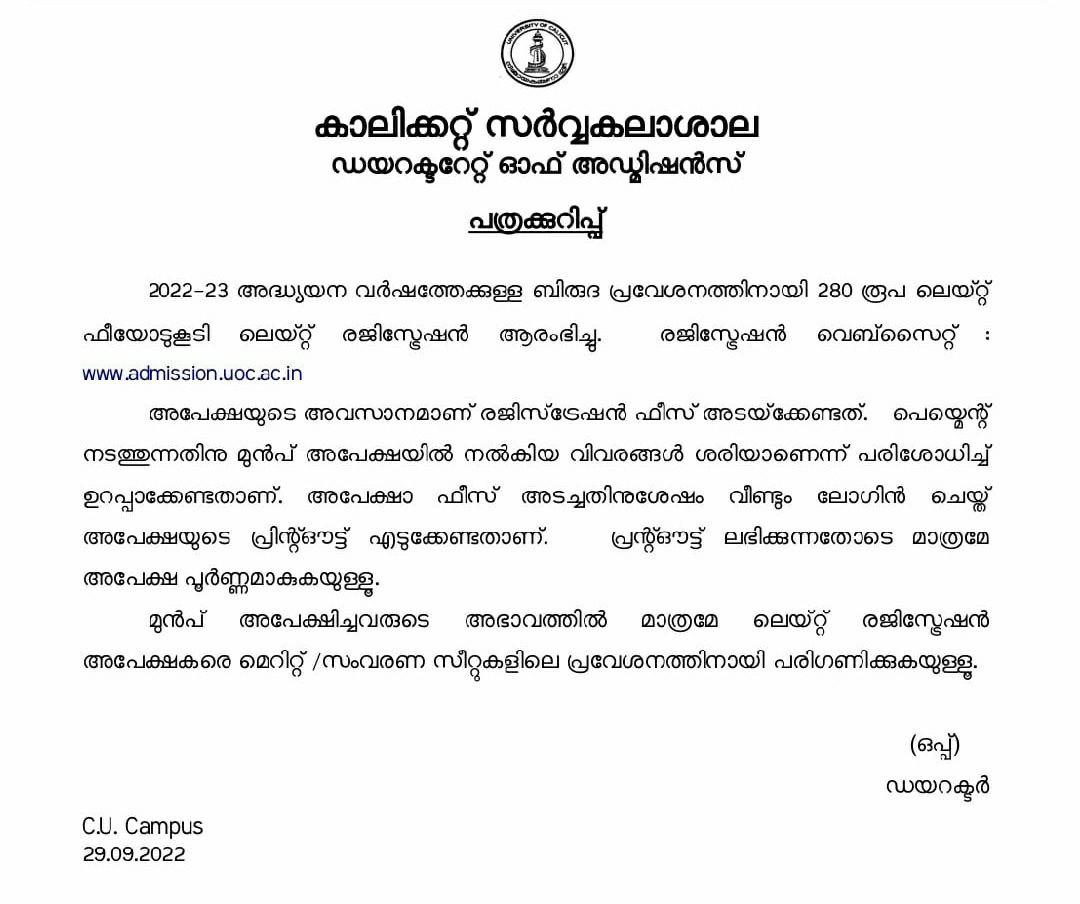 UNIVERSITY OF CALICUT
കാലിക്കറ്റ് സർവ്വകലാശാല
ഡയറക്ടറേറ്റ് ഓഫ് അഡ്മിഷൻസ്
പത്രക്കുറിപ്പ്
2022-23 അദ്ധ്യയന വർഷത്തേക്കുള്ള ബിരുദ പ്രവേശനത്തിനായി 280 രൂപ ലെയ്റ്റ്
ഫീയോടുകൂടി ലെയ്റ്റ് രജിസ്ട്രേഷൻ ആരംഭിച്ചു. രജിസ്ട്രേഷൻ വെബ്സൈറ്റ് :
www.admission.uoc.ac.in
അപേക്ഷയുടെ അവസാനമാണ് രജിസ്ട്രേഷൻ ഫീസ് അടയ്ക്കേണ്ടത്. പെയ്മെന്റ്
നടത്തുന്നതിനു മുൻപ് അപേക്ഷയിൽ നൽകിയ വിവരങ്ങൾ ശരിയാണെന്ന് പരിശോധിച്ച്
ഉറപ്പാക്കേണ്ടതാണ്. അപേക്ഷാ ഫീസ് അടച്ചതിനുശേഷം വീണ്ടും ലോഗിൻ ചെയ്ത്
അപേക്ഷയുടെ പ്രിന്റ്ഔട്ട് എടുക്കേണ്ടതാണ്. പ്രന്റ്ഔട്ട് ലഭിക്കുന്നതോടെ മാത്രമേ
അപേക്ഷ പൂർണ്ണമാകുകയുള്ളൂ.
മുൻപ് അപേക്ഷിച്ചവരുടെ അഭാവത്തിൽ മാത്രമേ ലെയ്റ്റ് രജിസ്ട്രേഷൻ
അപേക്ഷകരെ മെറിറ്റ് /സംവരണ സീറ്റുകളിലെ പ്രവേശനത്തിനായി പരിഗണിക്കുകയുള്ളൂ.
(ഒപ്പ്)
ഡയറക്ടർ
C.U. Campus
29.09.2022